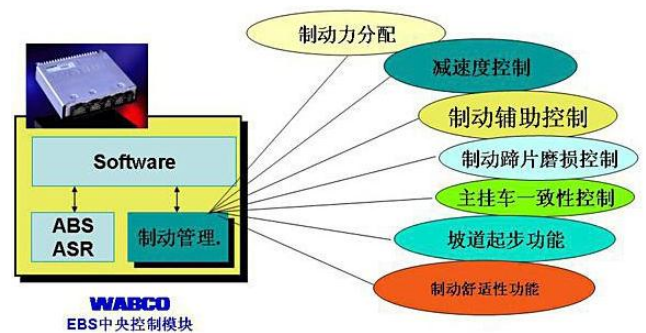 制动力分配
减速度控制
制动辅助控制
制动蹄片磨损控制
主挂车一致性控制
坡道起步功能
制动舒适性功能
Software
ABS
ASR
制动管理.
WABCO
EBS中央控制模块